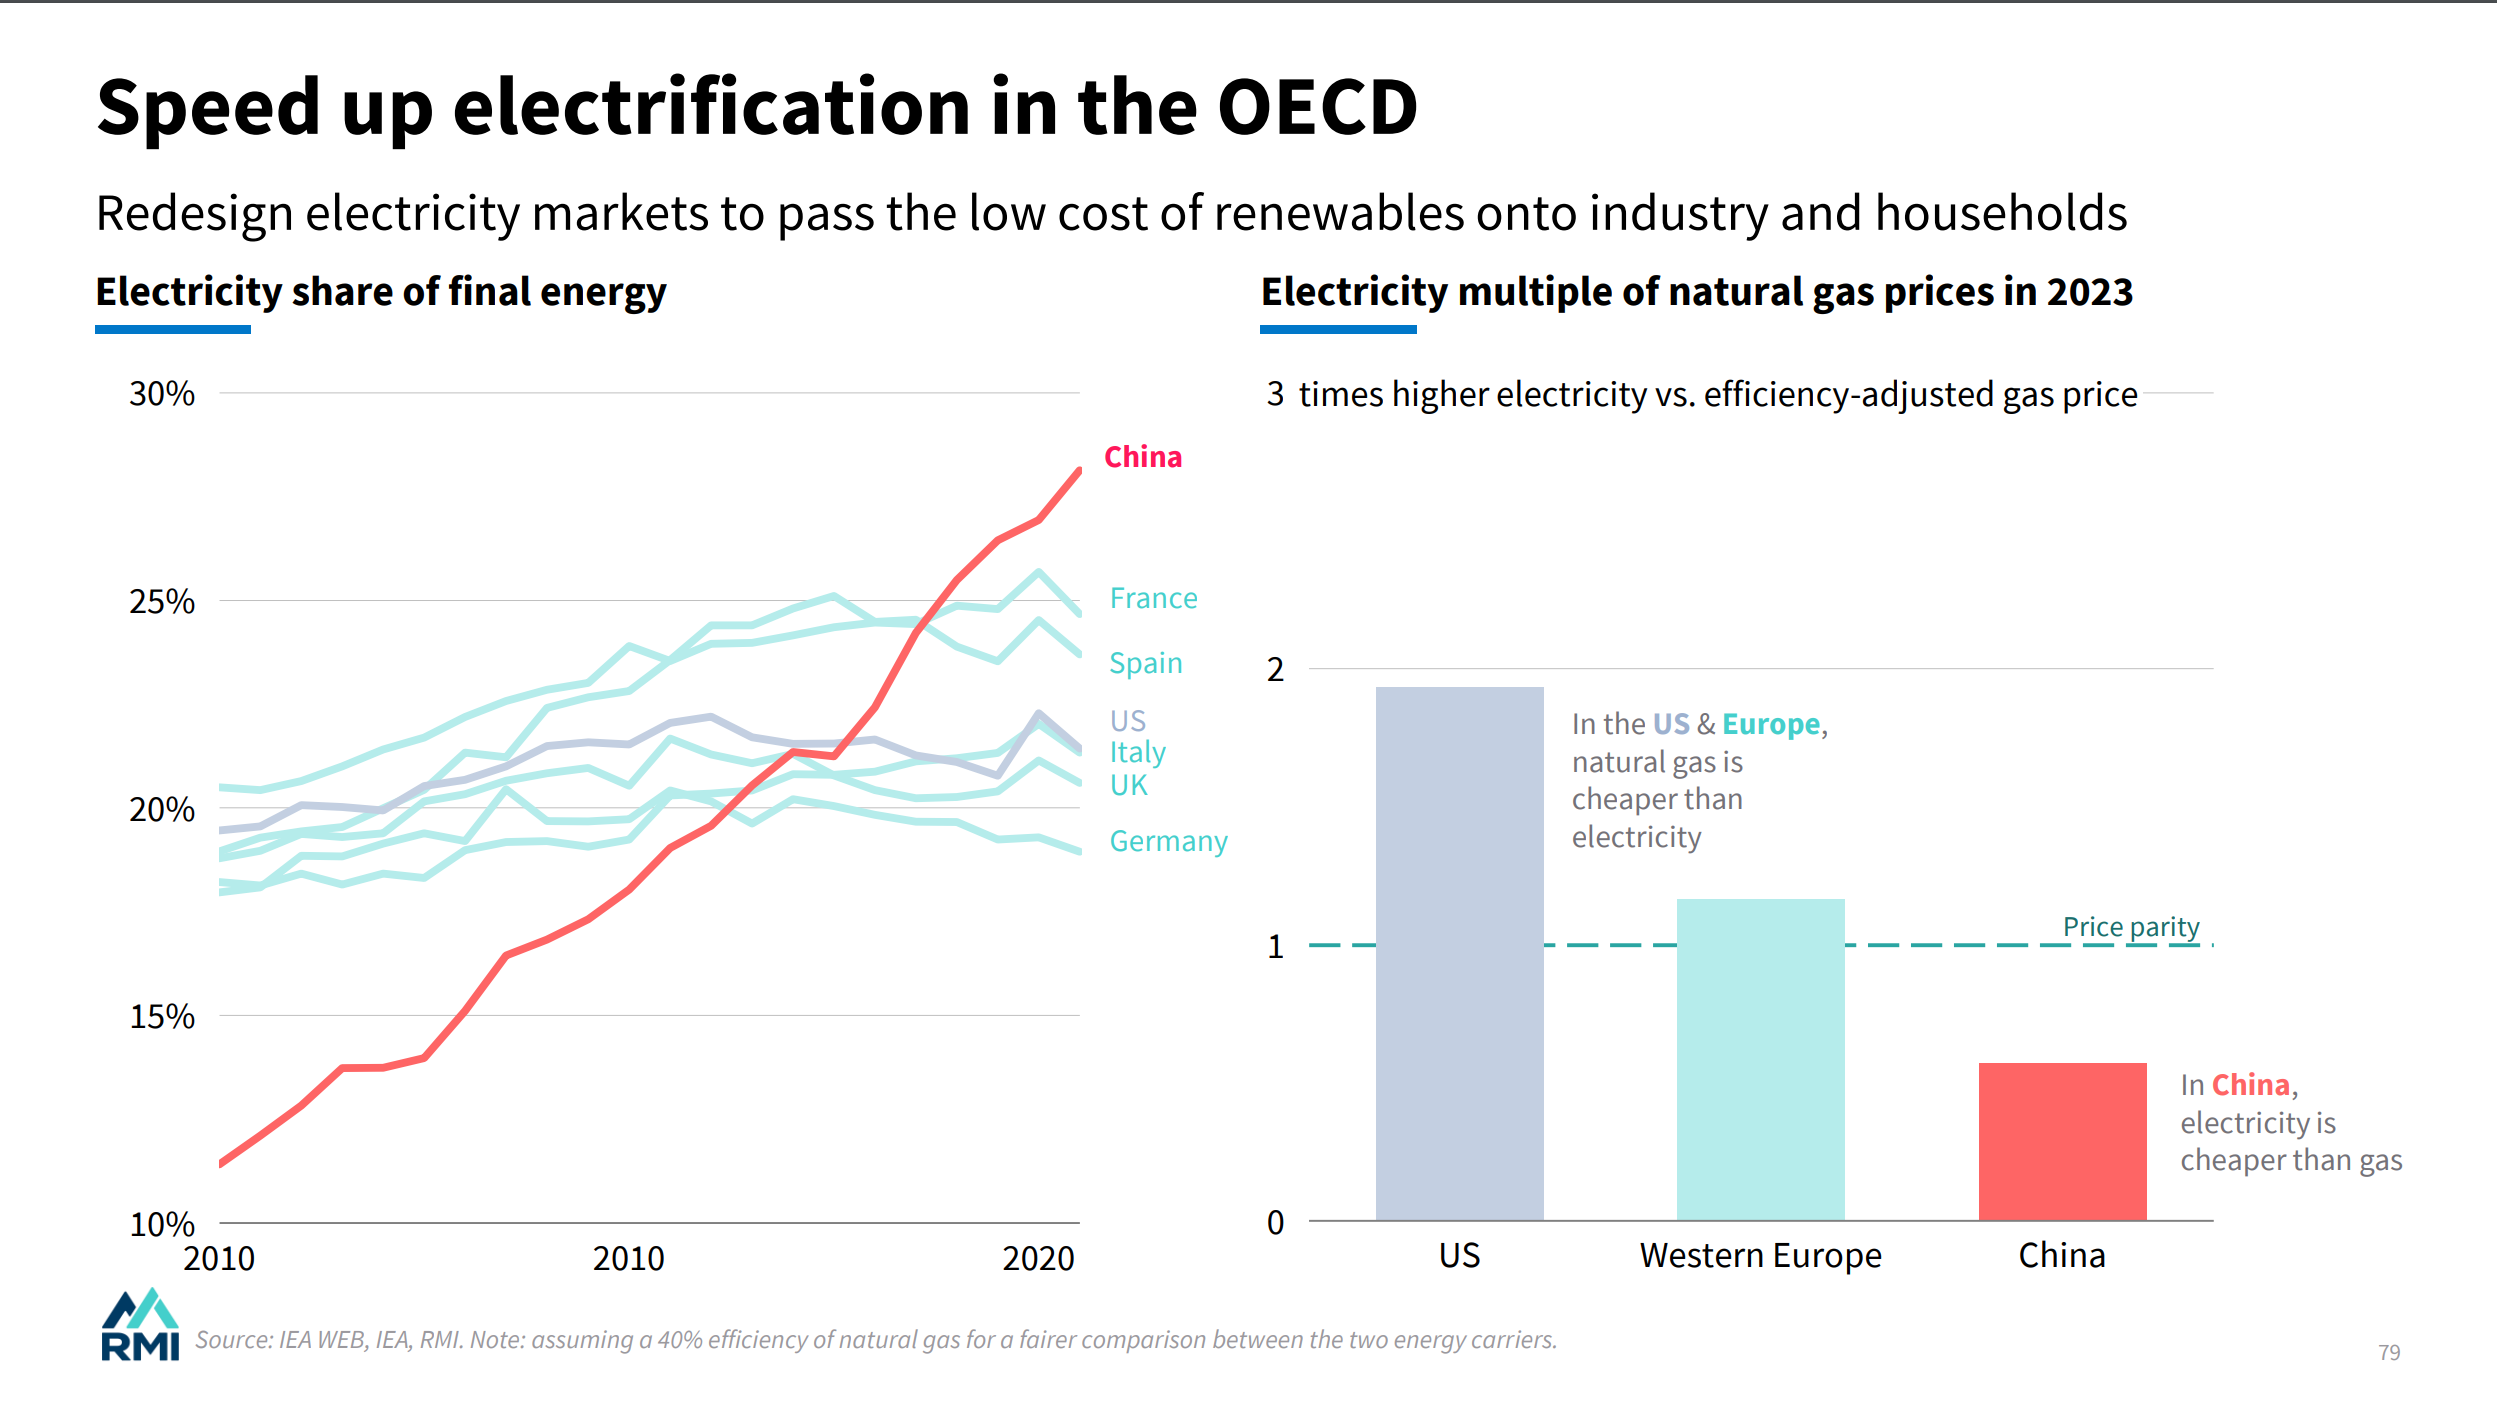 Speed up electrification in the OECD
Redesign electricity markets to pass the low cost of renewables onto industry and households
Electricity share of final energy
30%
25%
20%
15%
10%
2010
2010
2020
China
France
Spain
US
Italy
UK
Germany
Electricity multiple of natural gas prices in 2023
3 times higher electricity vs. efficiency-adjusted gas price
2
1
0
In the US & Europe,
natural gas is
cheaper than
electricity
Price parity
In China,
electricity is
cheaper than gas
US
Western Europe
China
RMI
Source: IEA WEB, IEA, RMI. Note: assuming a 40% efficiency of natural gas for a fairer comparison between the two energy carriers.
79